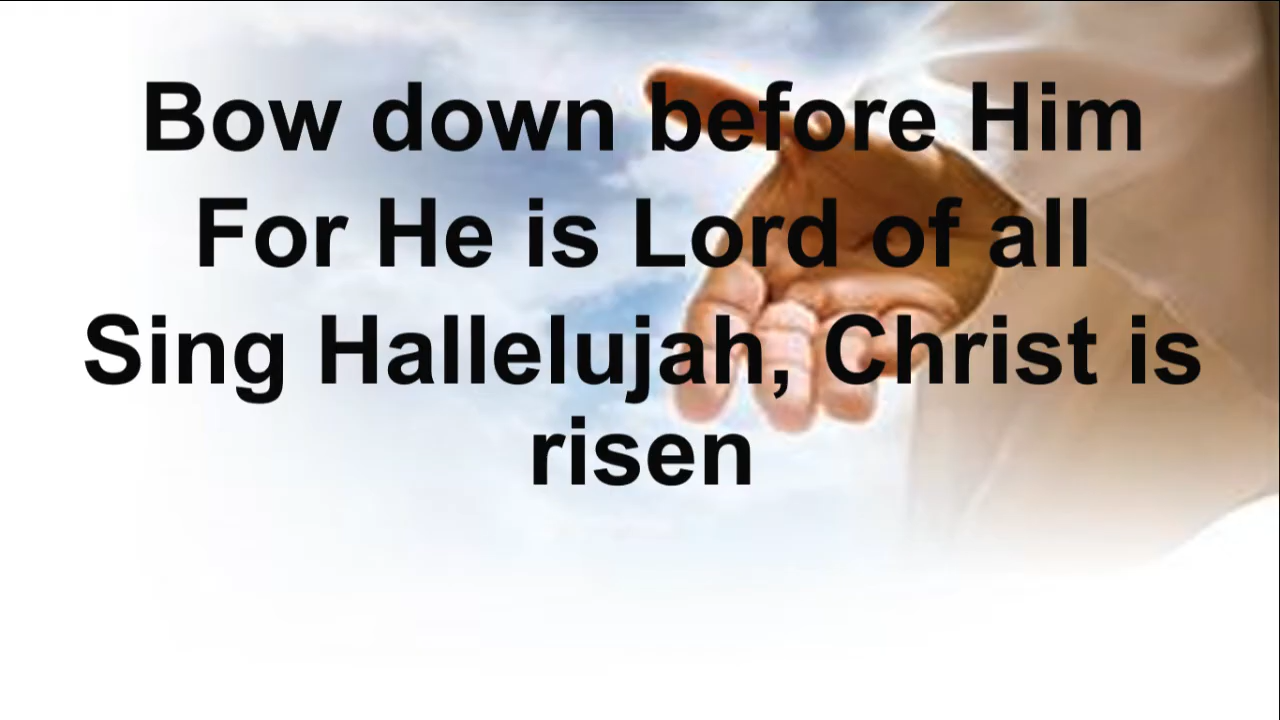 Bow down before Him
For He is Lord of all
Sing Hallelujah, Christ is
risen